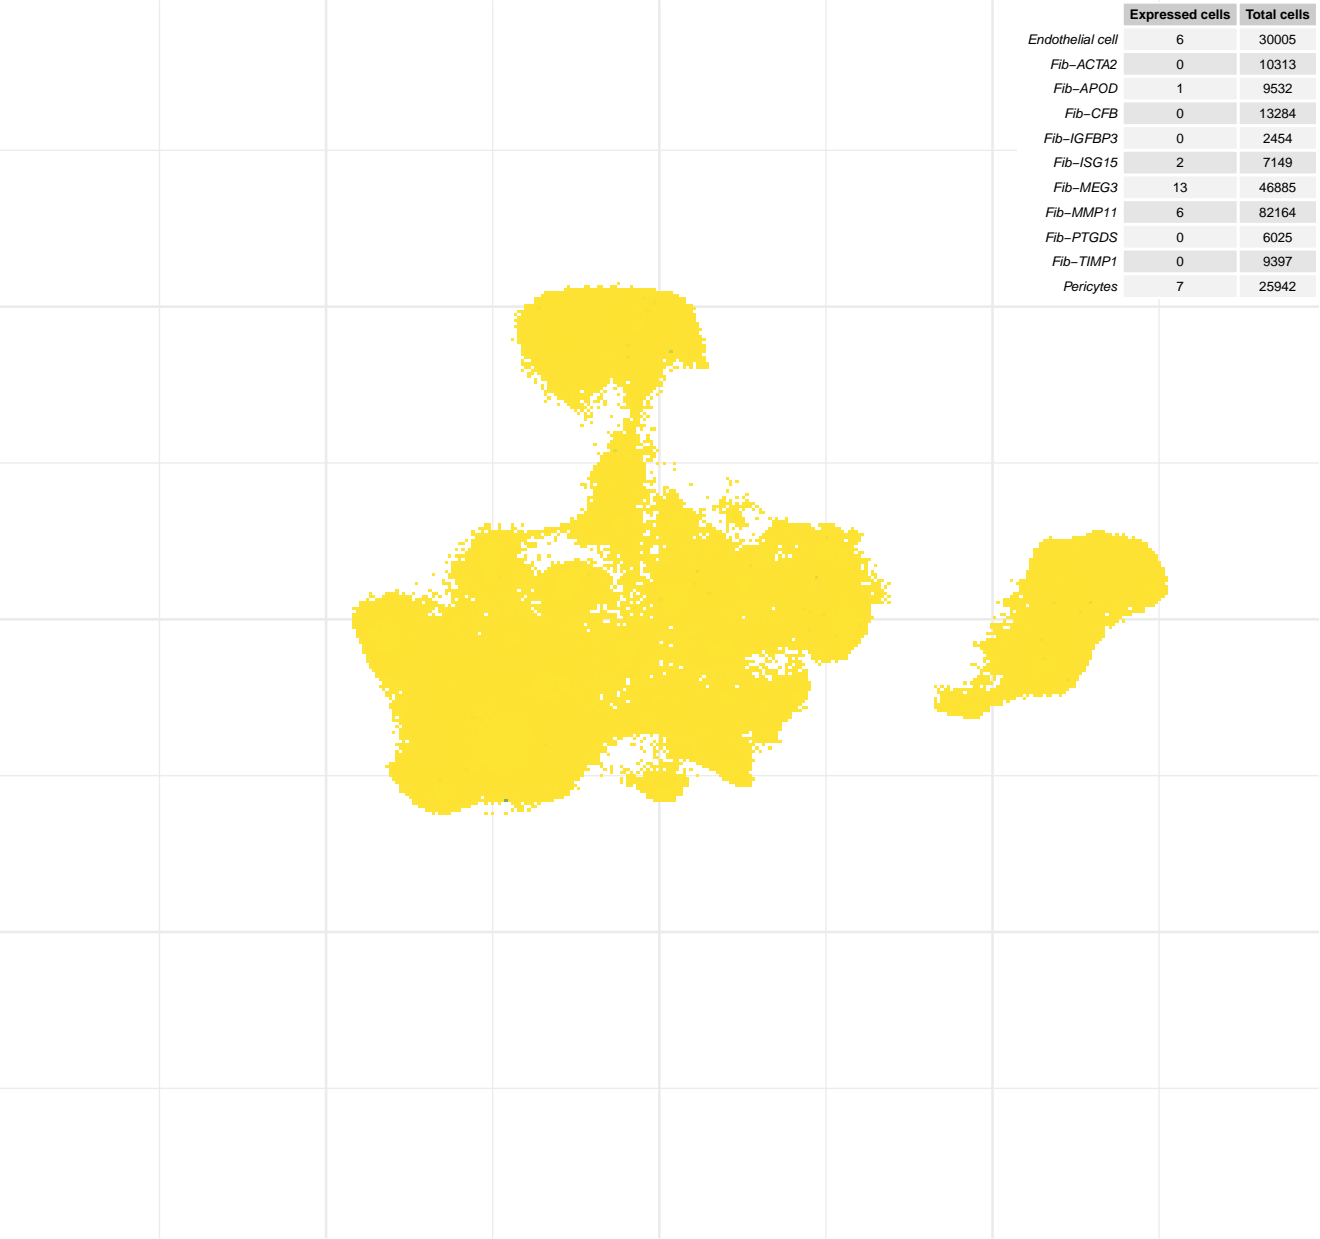 Expressed cells Total cells
Endothelial cell 6 30005
Fib−ACTA2 0 10313
Fib−APOD 1 9532
Fib−CFB 0 13284
Fib−IGFBP3 0 2454
Fib−ISG15 2 7149
Fib−MEG3 13 46885
Fib−MMP11 6 82164
Fib−PTGDS 0 6025
Fib−TIMP1 0 9397
Pericytes 7 25942